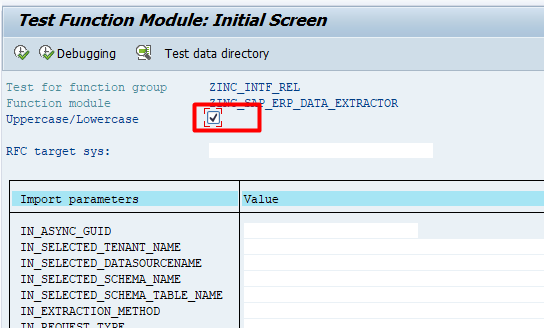 Test Function Module: Initial Screen
Debugging Test data directory
Test for function group ZINC_INTF_REL
Function module ZINC_SAP_ERP_DATA_EXTRACTOR
Uppercase/Lowercase
RFC target sys:
Import parameters Value
IN_ASYNC_GUID
IN_SELECTED_TENANT_NAME
IN_SELECTED_DATASOURCENAME
IN_SELECTED_SCHEMA_NAME
IN_SELECTED_SCHEMA_TABLE_NAME
IN_EXTRACTION_METHOD
IN_REQUEST_TYPE